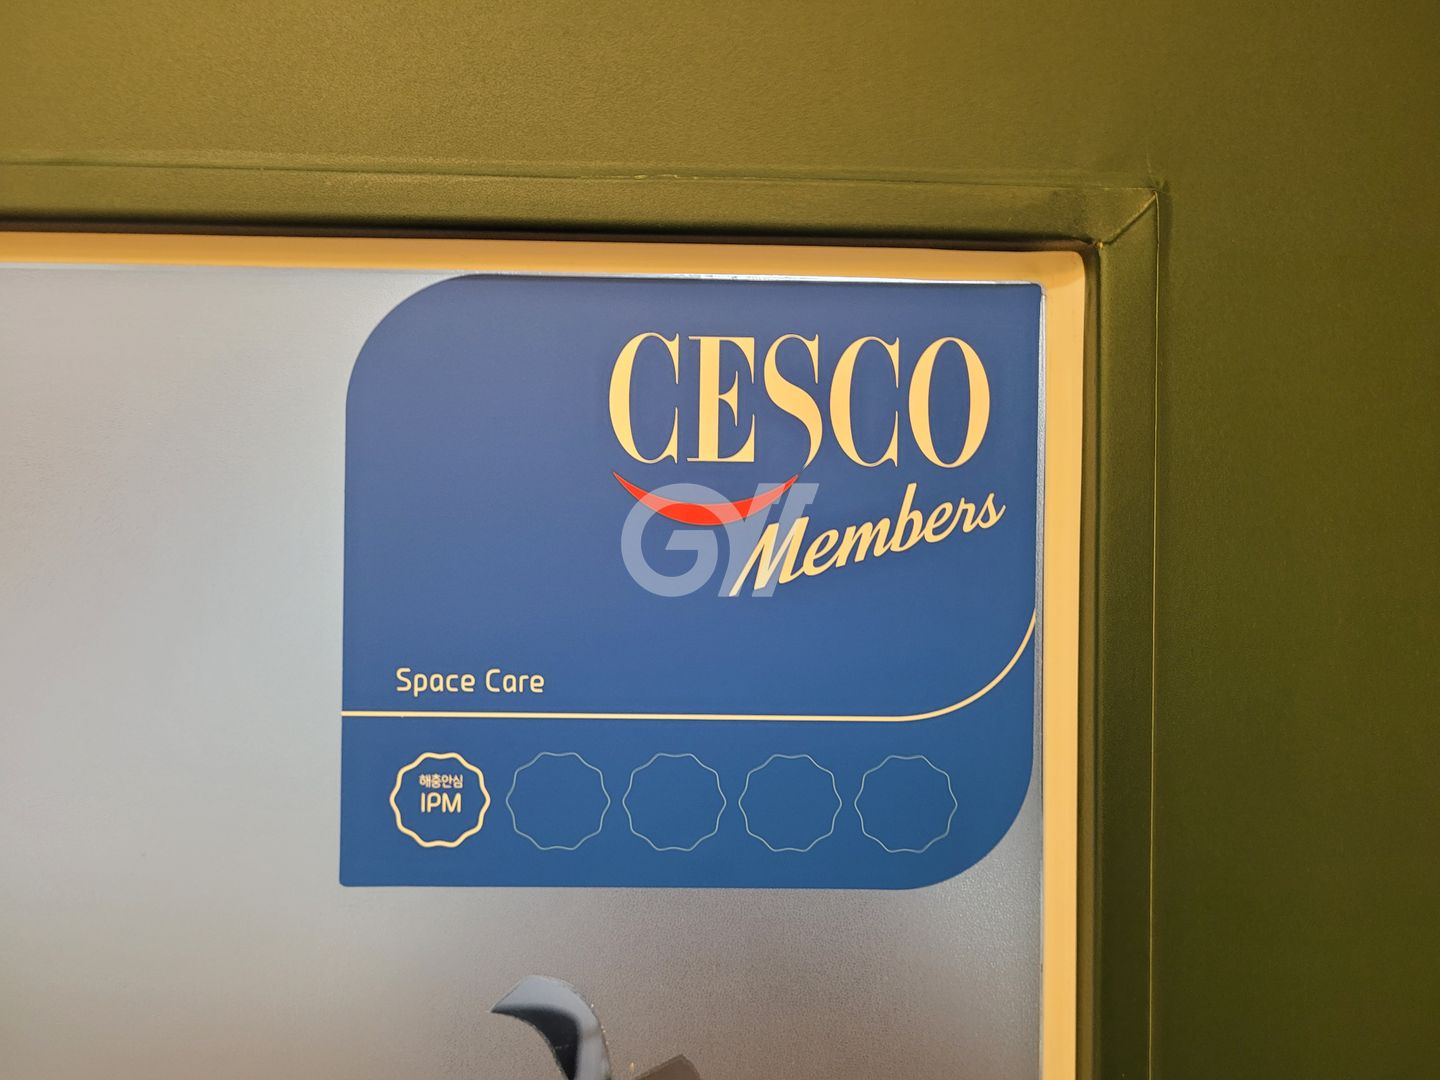 CESCO
Members
Space Care
해충안심
IPM